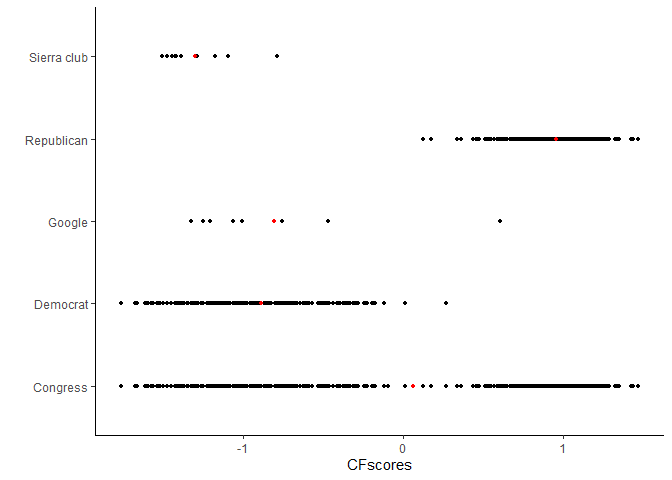 Sierra club
Republican
Google
Democrat
Congress
-1 0 1
CFscores